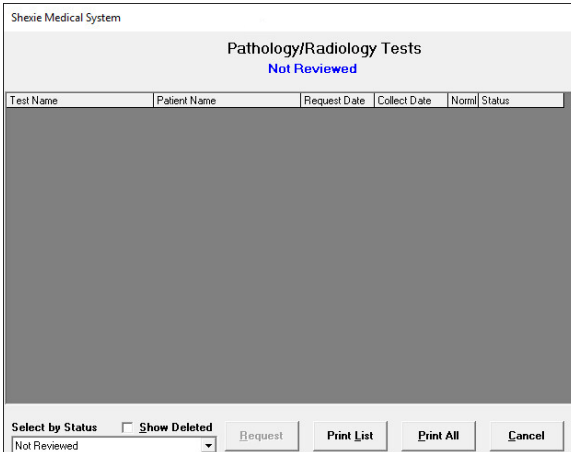 Shexie Medical System
Pathology/Radiology Tests
Not Reviewed
Test Name Patient Name Request Date Collect Date Norml Status
Select by Status Show Deleted Request Print List Print All Cancel
Not Reviewed